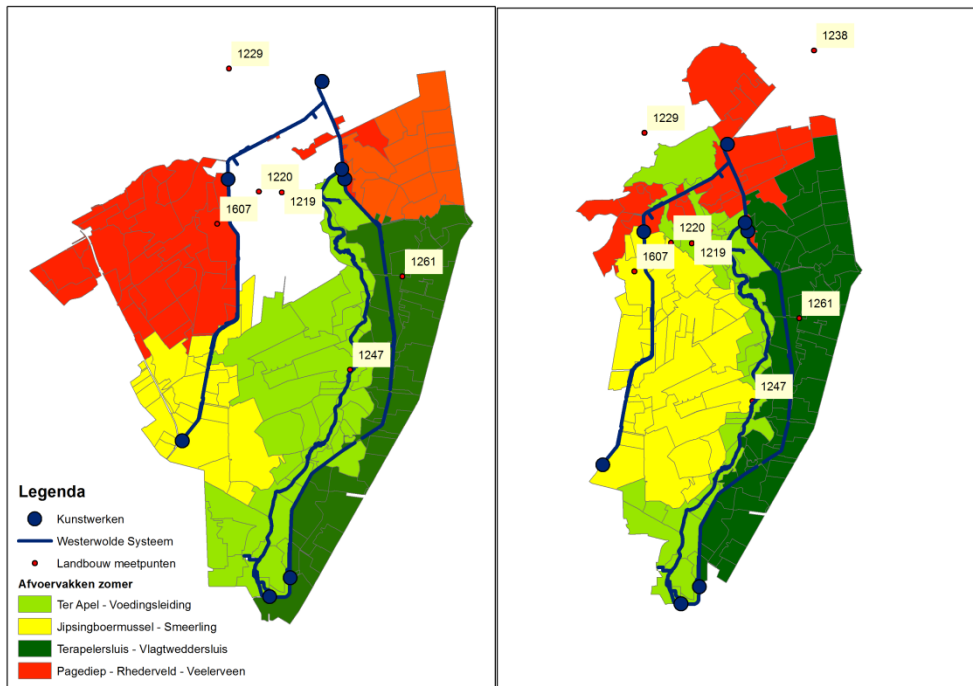 1229
1220
1607
1219
1261
1247
Legenda
Kunstwerken
Westerwolde Systeem
Landbouw meetpunten
Afvoervakken zomer
Ter Apel - Voedingsleiding
Jipsingboermussel - Smeerling
Terapelersluis - Vlagtweddersluis
Pagediep - Rhederveld - Veelerveen
1238
1229
1220
1607
1219
1261
1247